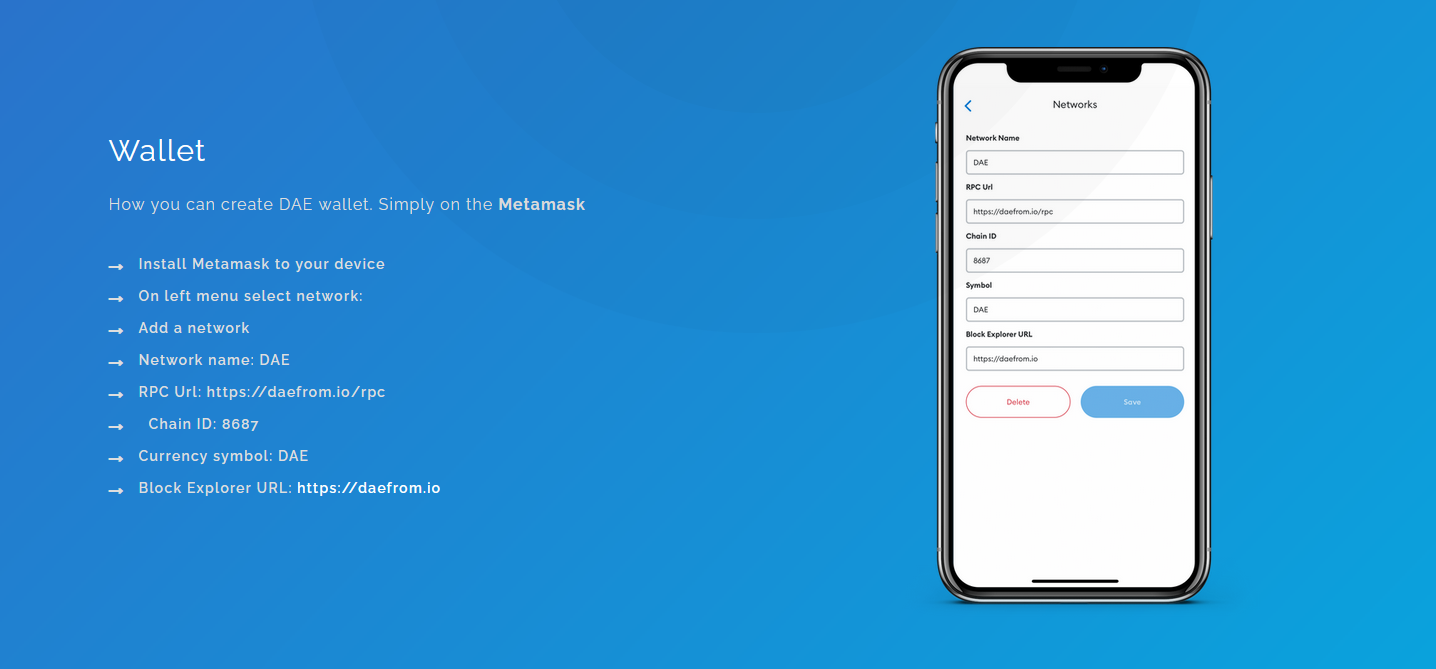 Wallet
How you can create DAE wallet. Simply on the Metamask
Install Metamask to your device
On left menu select network:
Add a network
Network name: DAE
RPC Url: https://daefrom.io/rpc
Chain ID: 8687
Currency symbol: DAE
Block Explorer URL: https://daefrom.io
Networks
Network Name
DAE
RPC Url
https://daefrom.io/rpc
Chain ID
8687
Symbol
DAE
Block Explorer URL
https://daefrom.io
Delete Save